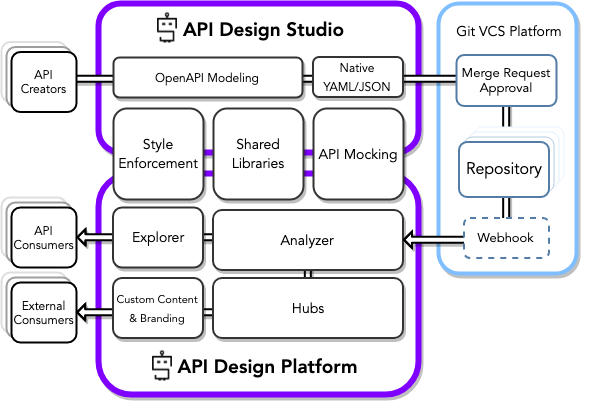 API Design Studio
Git VCS Platform
API
Creators
OpenAPI Modeling
Native
YAML/JSON
Merge Request
Approval
Style
Enforcement
Shared
Libraries
API Mocking
Repository
API
Consumers
Explorer
Analyzer
Webhook
External
Consumers
Custom Content
& Branding
Hubs
API Design Platform